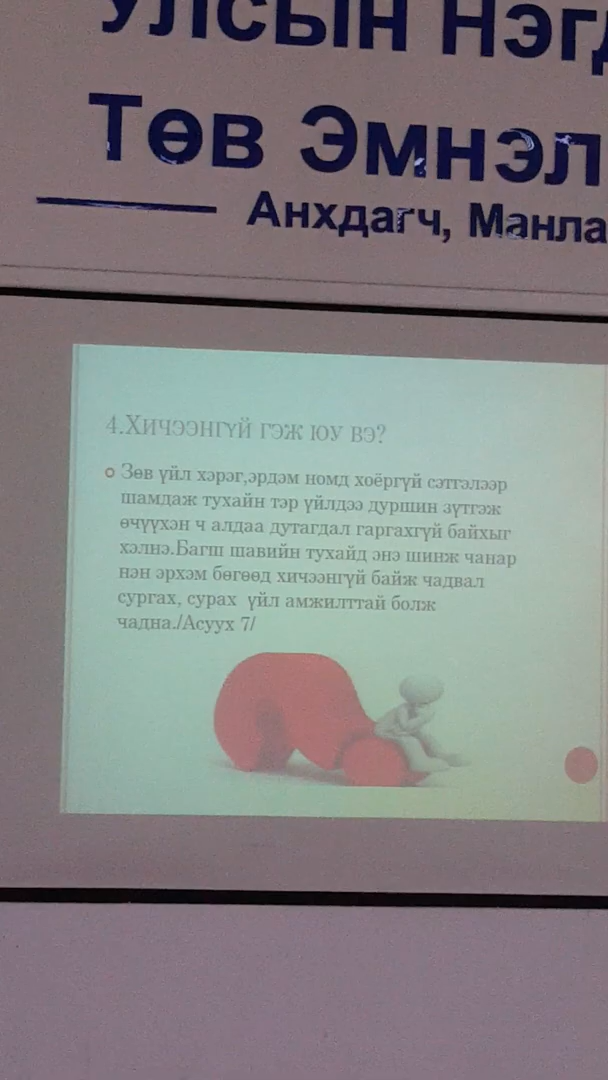 УЛСЫН НЭГД
Төв Эмнэл
Анхдагч, Манла
4.ХИЧЭЭНГҮЙ ГЭЖ ЮУ ВЭ?
Зөв үйл хэрэг,эрдэм номд хоёргүй сэтгэлээр
шамдаж тухайн тэр үйлдээ дуршин зүтгэж
өчүүхэн ч алдаа дутагдал гаргахгүй байхыг
хэлнэ.Багш шавийн тухайд энэ шинж чанар
нэн эрхэм бөгөөд хичээнгүй байж чадвал
сургах, сурах үйл амжилттай болж
чадна./Асуух 7/